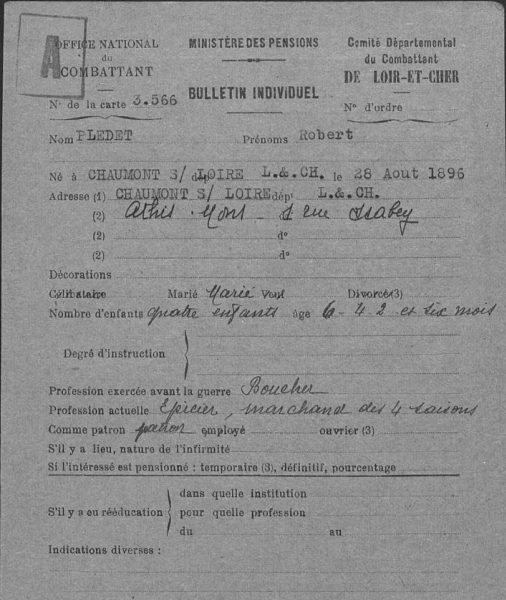 A
OFFICE NATIONAL
du
COMBATTANT
MINISTÈRE DES PENSIONS
Comité Départemental
du Combattant
DE LOIR-ET-CHER
BULLETIN INDIVIDUEL
N° de la carte 3.566
N° d'ordre
Nom PLEDET Prénoms Robert
Né à CHAUMONT S/ LOIRE L.&.CH. le 28 Aout 1896
Adresse (1) CHAUMONT S/ LOIRE dépt L.&.CH.
(2) Athis. Mons rue Isabey
(2) d°
(2) d°
Décorations
Célibataire Marié Marié Veuf Divorcé(3)
Nombre d'enfants quatre enfants âge 6 - 4 2 et six mois
Degré d'instruction
Profession exercée avant la guerre Boucher
Profession actuelle Epicier, marchand des 4 saisons
Comme patron patron employé ouvrier (3)
S'il y a lieu, nature de l'infirmité
Si l'intéressé est pensionné : temporaire (3), définitif, pourcentage
S'il y a eu rééducation
dans quelle institution
pour quelle profession
du au
Indications diverses :